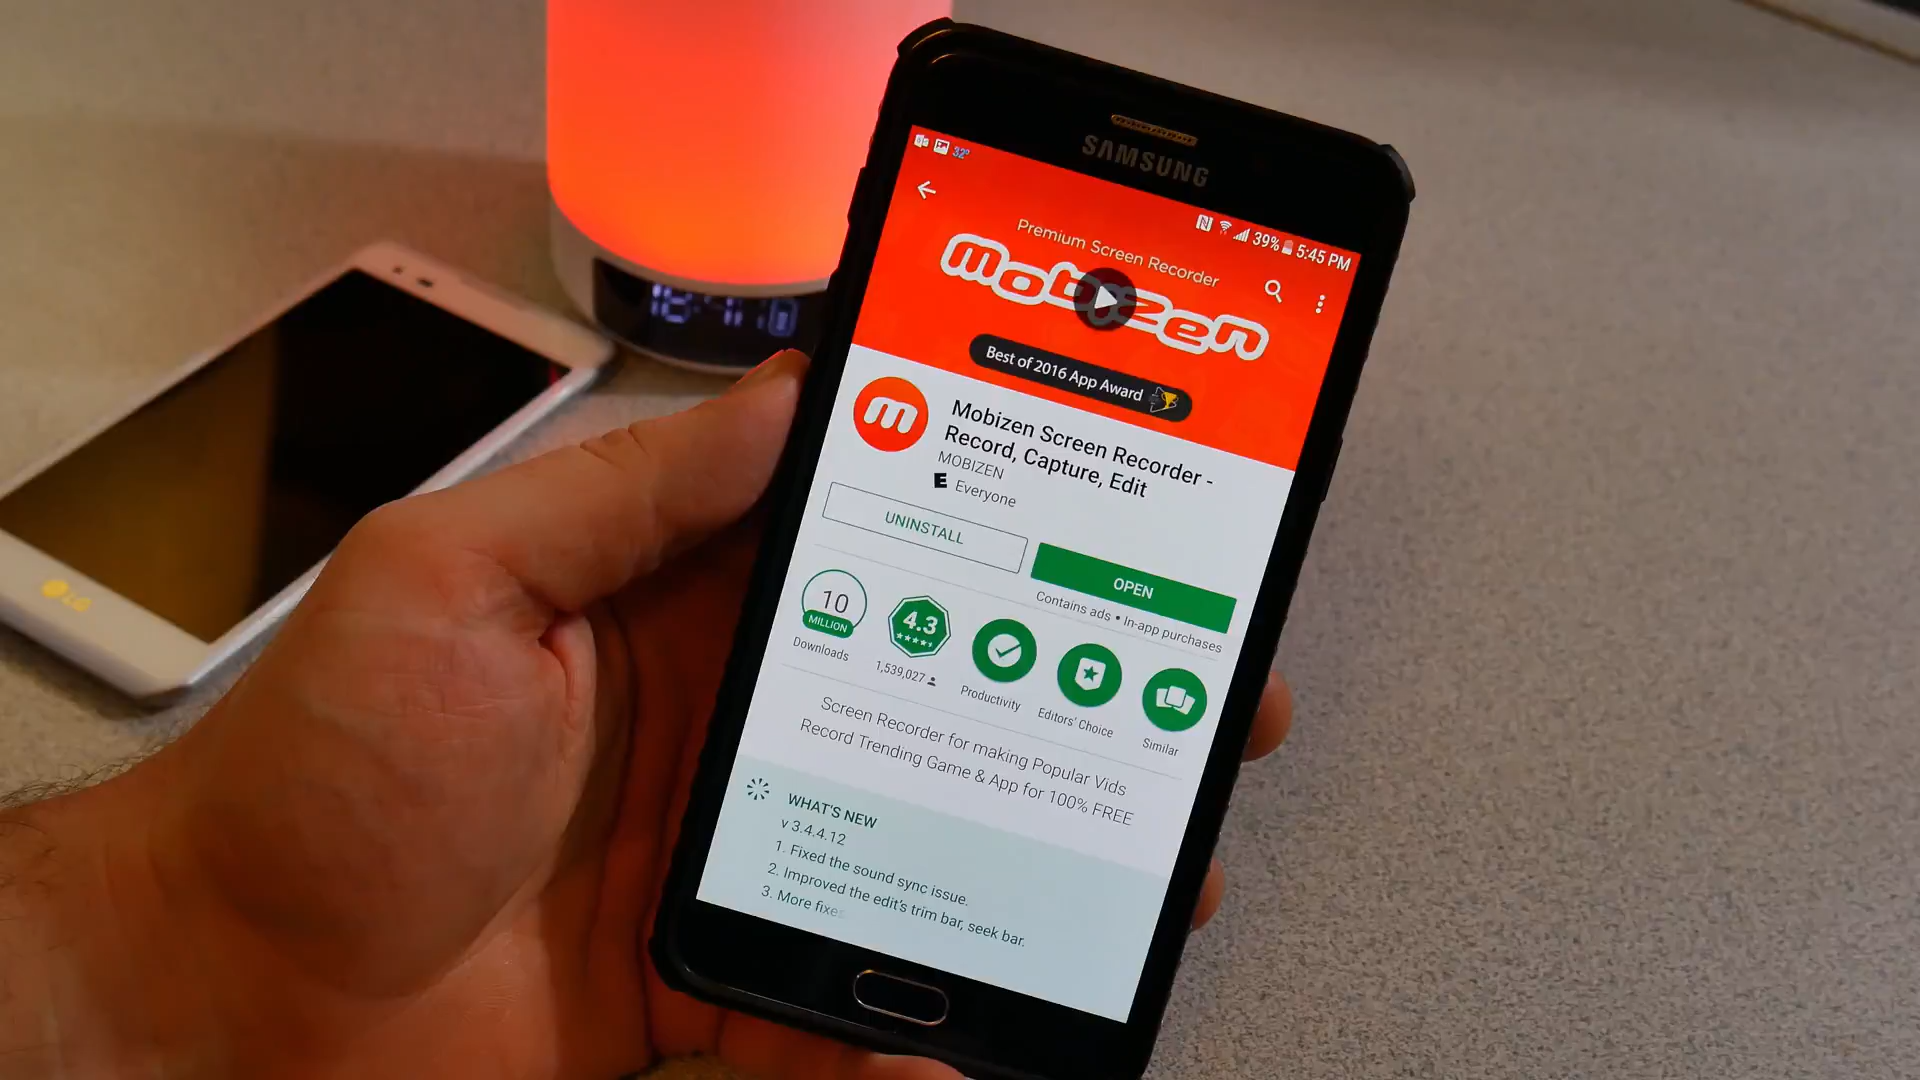 SAMSUNG
32°
39% 5:45 PM
Premium Screen Recorder
mobizen
Best of 2016 App Award
m
Mobizen Screen Recorder -
Record, Capture, Edit
MOBIZEN
E Everyone
UNINSTALL
OPEN
Contains ads • In-app purchases
10
MILLION
Downloads
4.3
1,539,027
Productivity
Editors' Choice
Similar
Screen Recorder for making Popular Vids
Record Trending Game & App for 100% FREE
WHAT'S NEW
v 3.4.4.12
1. Fixed the sound sync issue.
2. Improved the edit's trim bar, seek bar.
3. More fixes
LG